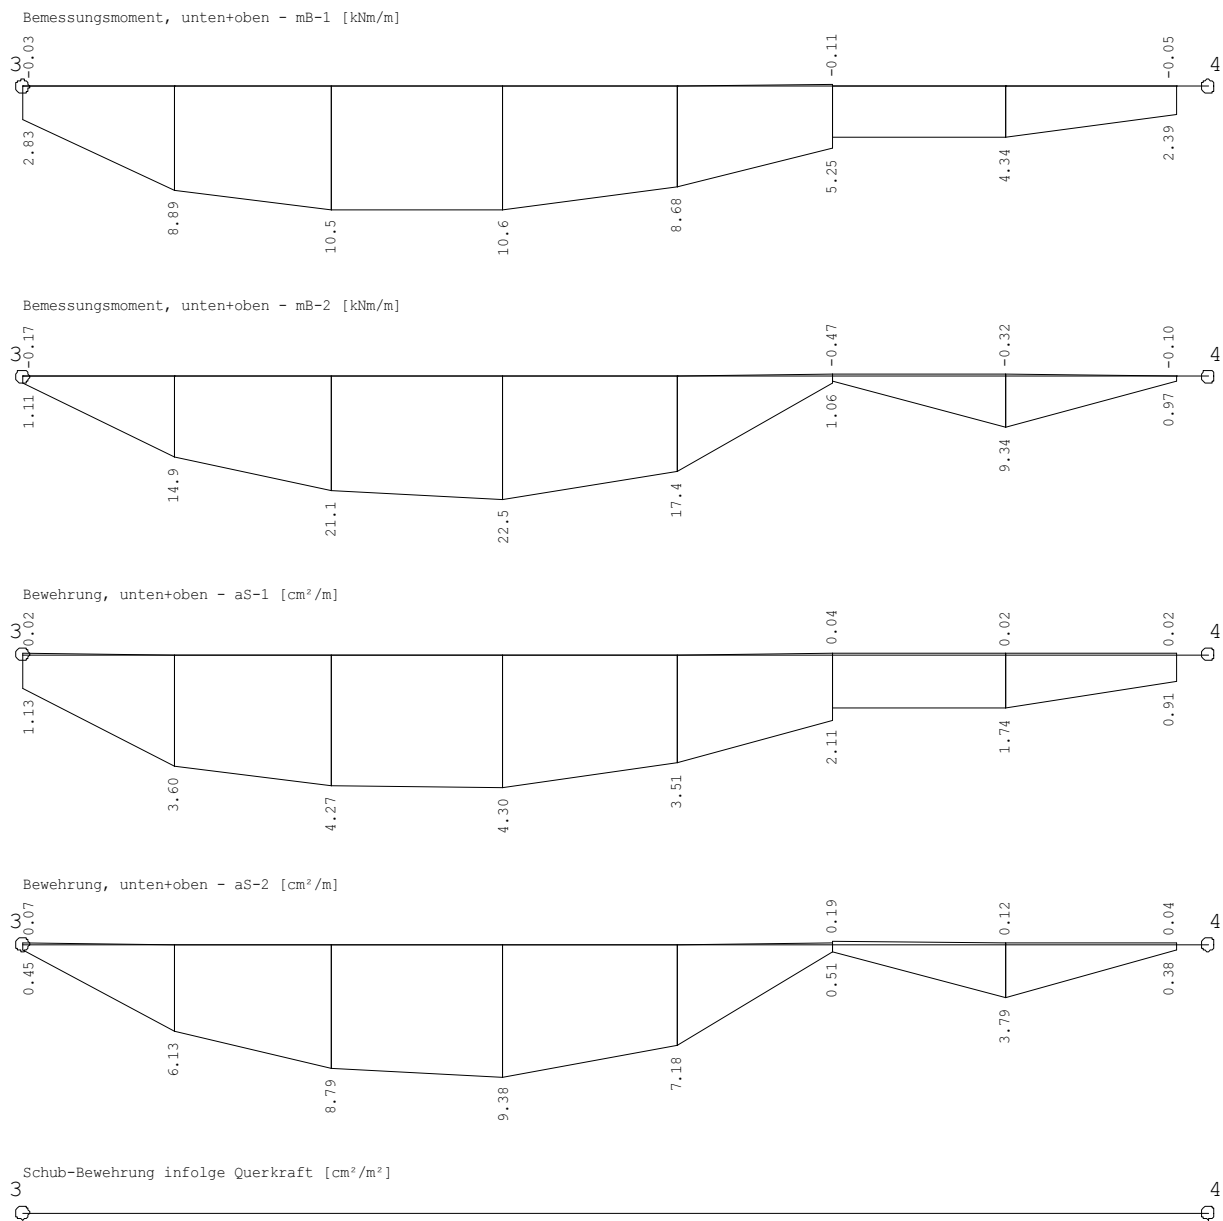 Bemessungsmoment, unten+oben - mB-1 [kNm/m]
3 4
-0.03 -0.11 -0.05
2.83 8.89 10.5 10.6 8.68 5.25 4.34 2.39
Bemessungsmoment, unten+oben - mB-2 [kNm/m]
3 4
-0.17 -0.47 -0.32 -0.10
1.11 14.9 21.1 22.5 17.4 1.06 9.34 0.97
Bewehrung, unten+oben - aS-1 [cm²/m]
3 4
0.02 0.04 0.02 0.02
1.13 3.60 4.27 4.30 3.51 2.11 1.74 0.91
Bewehrung, unten+oben - aS-2 [cm²/m]
3 4
0.07 0.19 0.12 0.04
0.45 6.13 8.79 9.38 7.18 0.51 3.79 0.38
Schub-Bewehrung infolge Querkraft [cm²/m²]
3 4